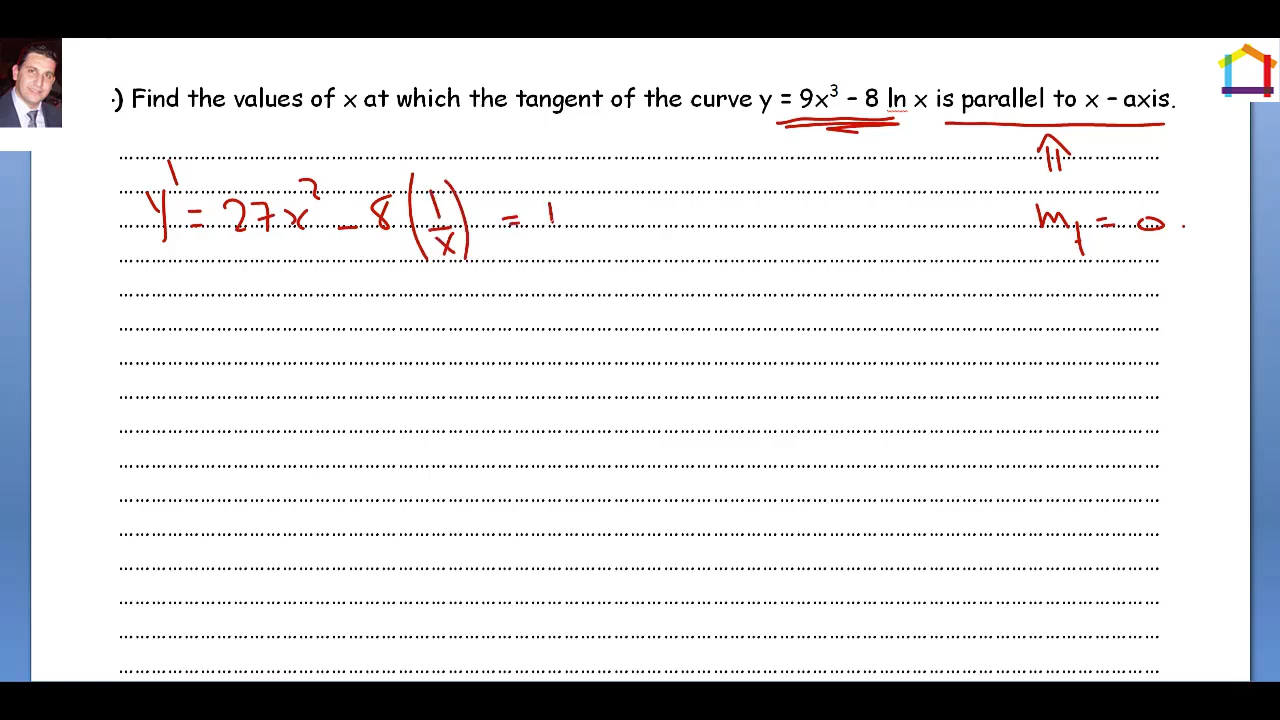 .) Find the values of x at which the tangent of the curve y = 9x³ – 8 ln x is parallel to x – axis.
y' = 27x² – 8(1/x) =
m₁ = 0.